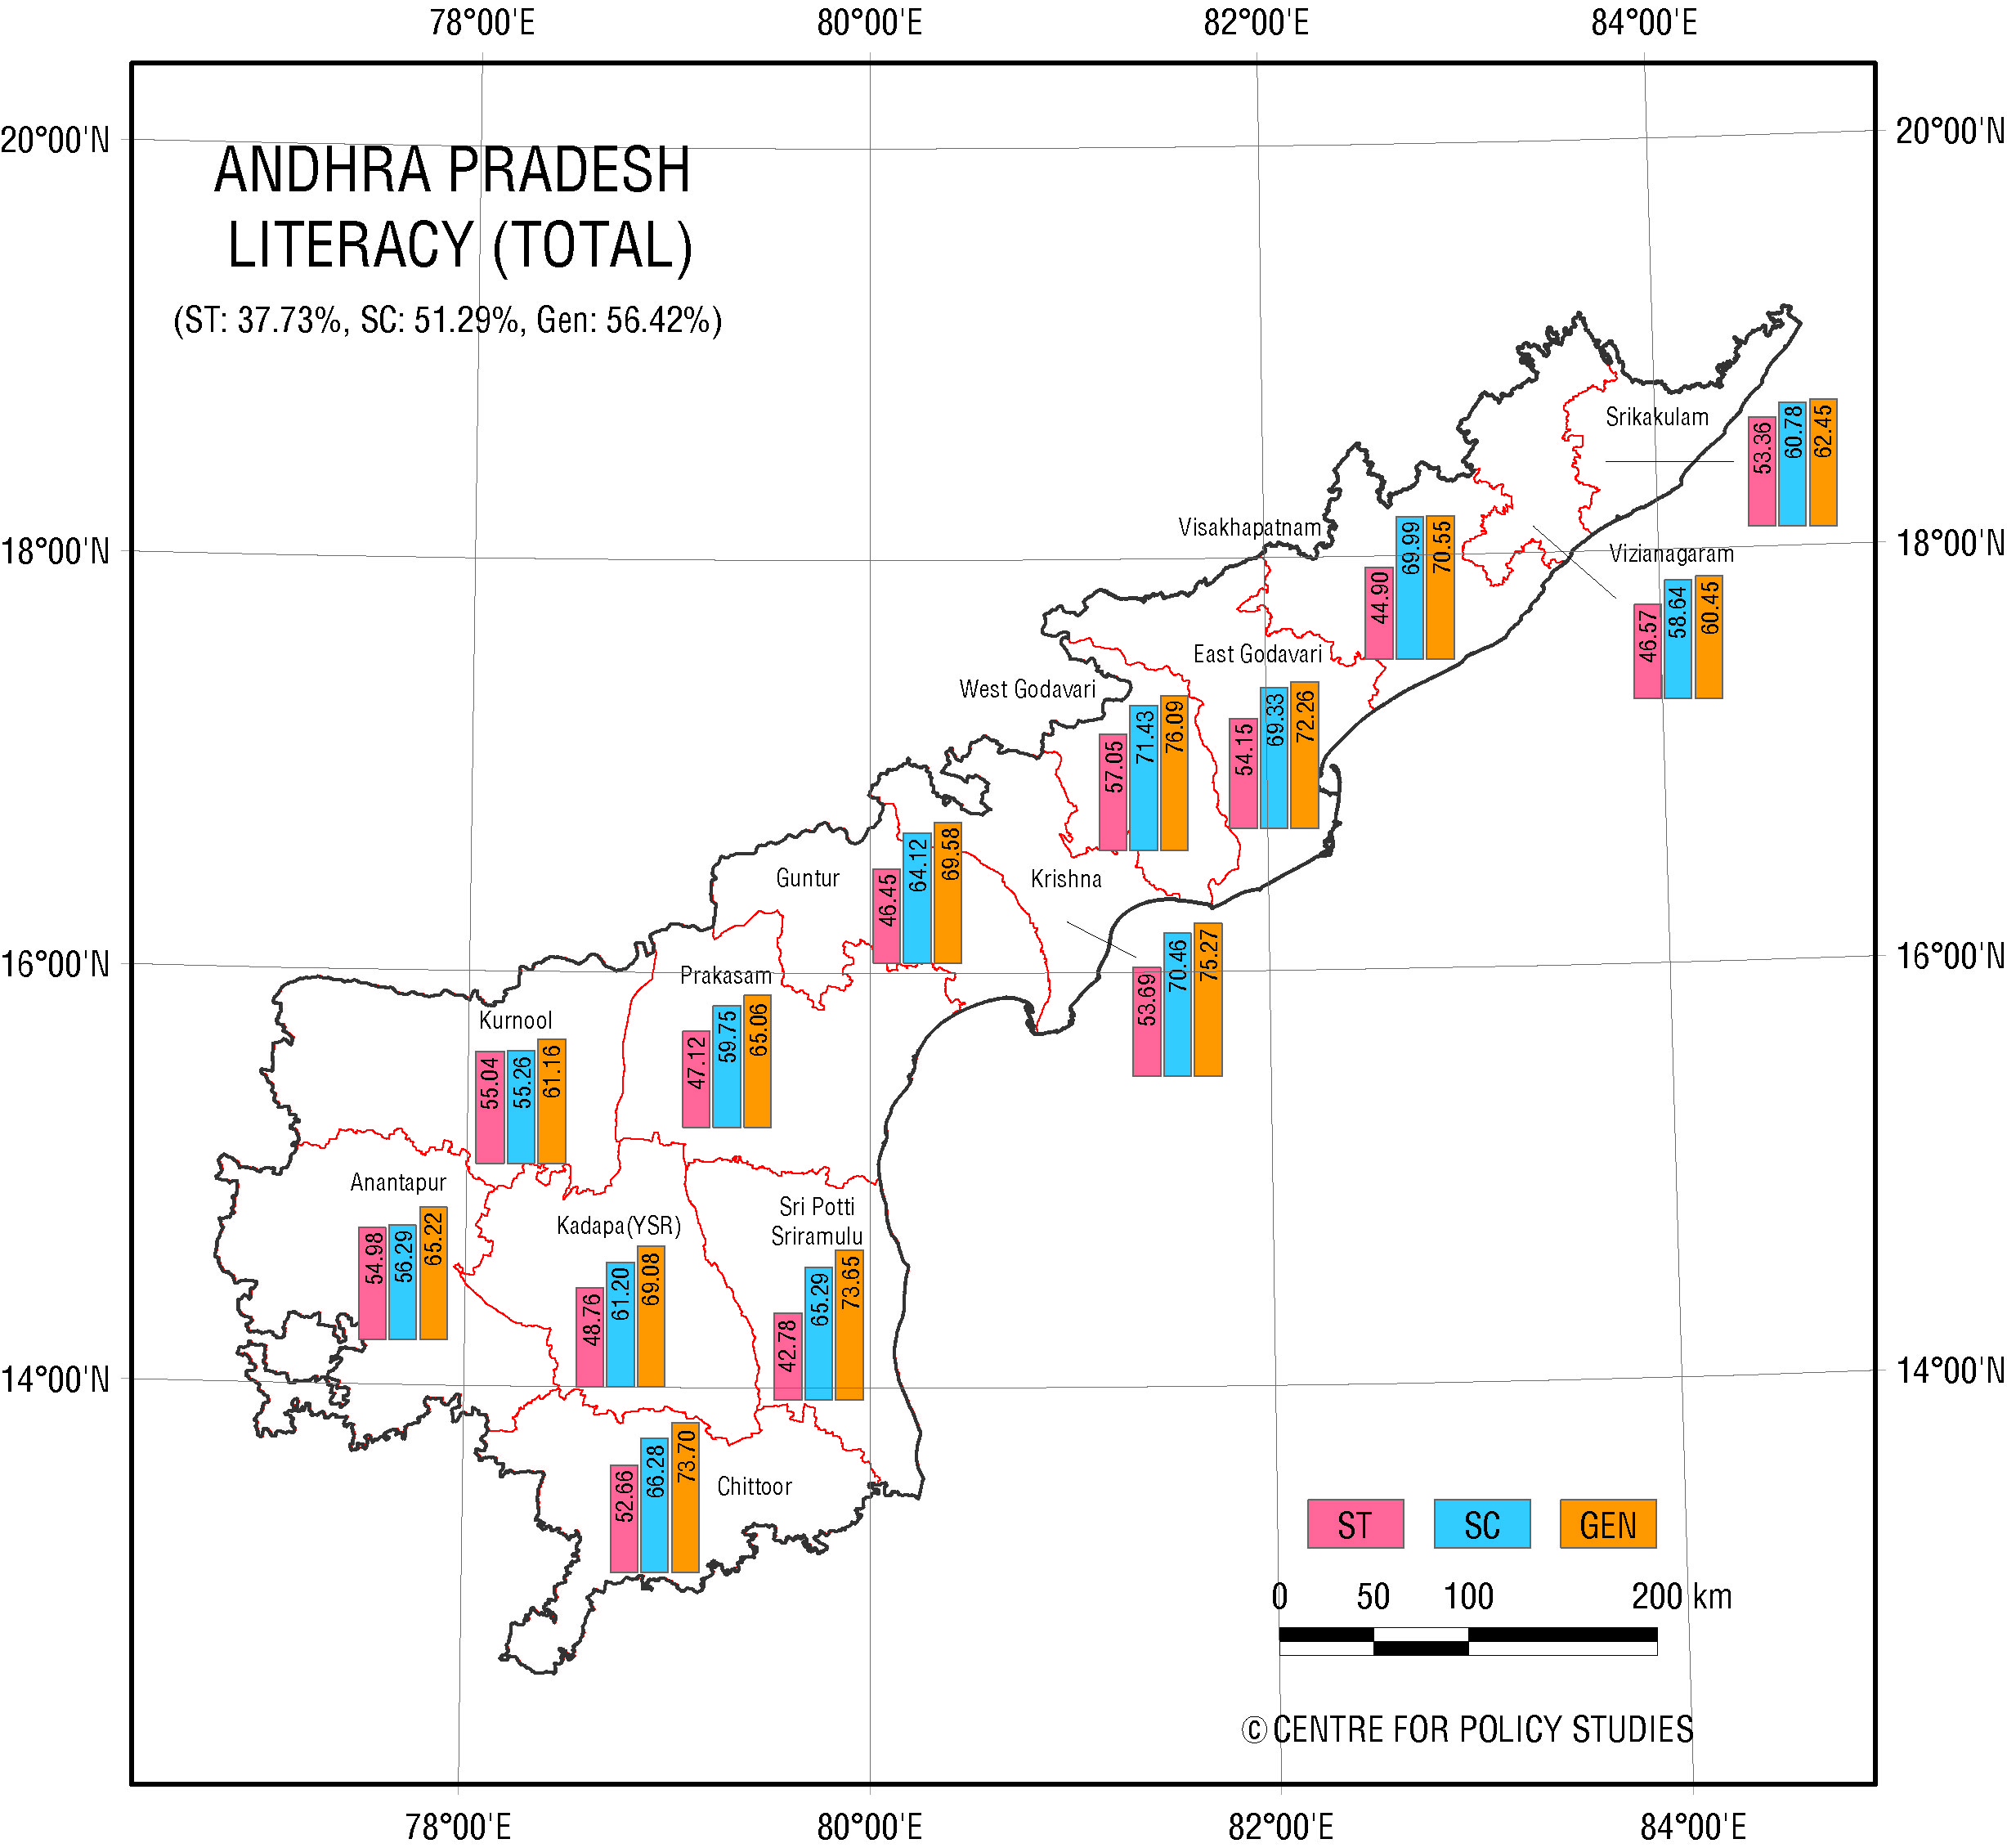 78°00'E 80°00'E 82°00'E 84°00'E
20°00'N 20°00'N
ANDHRA PRADESH
LITERACY (TOTAL)
(ST: 37.73%, SC: 51.29%, Gen: 56.42%)
Srikakulam
53.36 60.78 62.45
Visakhapatnam
44.90 69.99 70.55
18°00'N 18°00'N
Vizianagaram
46.57 58.64 60.45
East Godavari
54.15 69.33 72.26
West Godavari
57.05 71.43 76.09
Guntur
46.45 64.12 69.58
Krishna
53.69 70.46 75.27
16°00'N 16°00'N
Prakasam
47.12 59.75 65.06
Kurnool
55.04 55.26 61.16
Anantapur
54.98 56.29 65.22
Kadapa(YSR)
48.76 61.20 69.08
Sri Potti
Sriramulu
42.78 65.29 73.65
14°00'N 14°00'N
Chittoor
52.66 66.28 73.70
ST SC GEN
0 50 100 200 km
© CENTRE FOR POLICY STUDIES
78°00'E 80°00'E 82°00'E 84°00'E